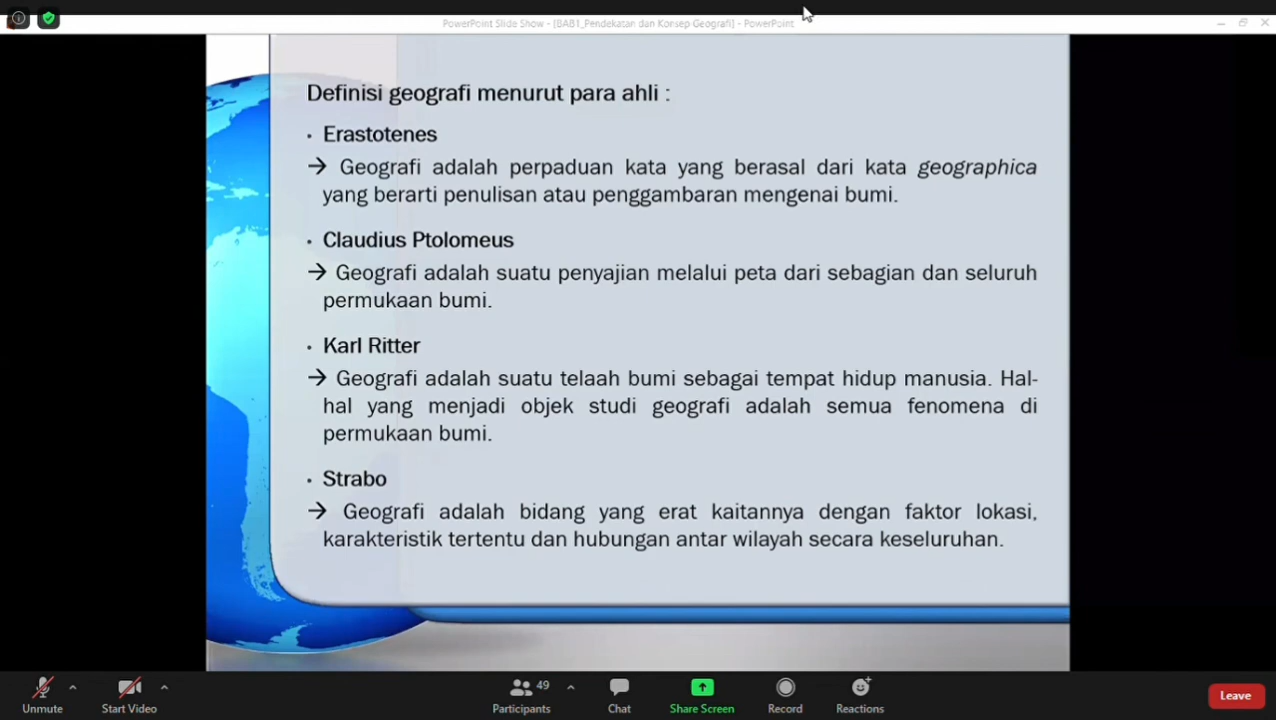 PowerPoint Slide Show - [BAB1_Pendekatan dan Konsep Geografi] - PowerPoint
Definisi geografi menurut para ahli :
• Erastotenes
→ Geografi adalah perpaduan kata yang berasal dari kata geographica
yang berarti penulisan atau penggambaran mengenai bumi.
• Claudius Ptolomeus
→ Geografi adalah suatu penyajian melalui peta dari sebagian dan seluruh
permukaan bumi.
• Karl Ritter
→ Geografi adalah suatu telaah bumi sebagai tempat hidup manusia. Hal-
hal yang menjadi objek studi geografi adalah semua fenomena di
permukaan bumi.
• Strabo
→ Geografi adalah bidang yang erat kaitannya dengan faktor lokasi,
karakteristik tertentu dan hubungan antar wilayah secara keseluruhan.
49
Unmute Start Video Participants Chat Share Screen Record Reactions Leave